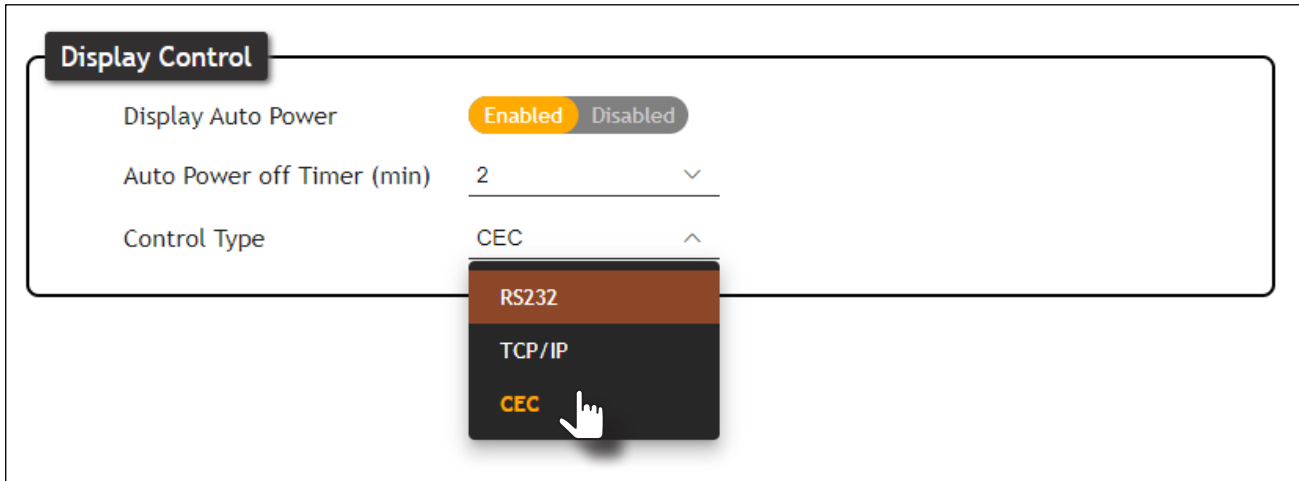 Display Control
Display Auto Power Enabled Disabled
Auto Power off Timer (min) 2
Control Type CEC
RS232
TCP/IP
CEC